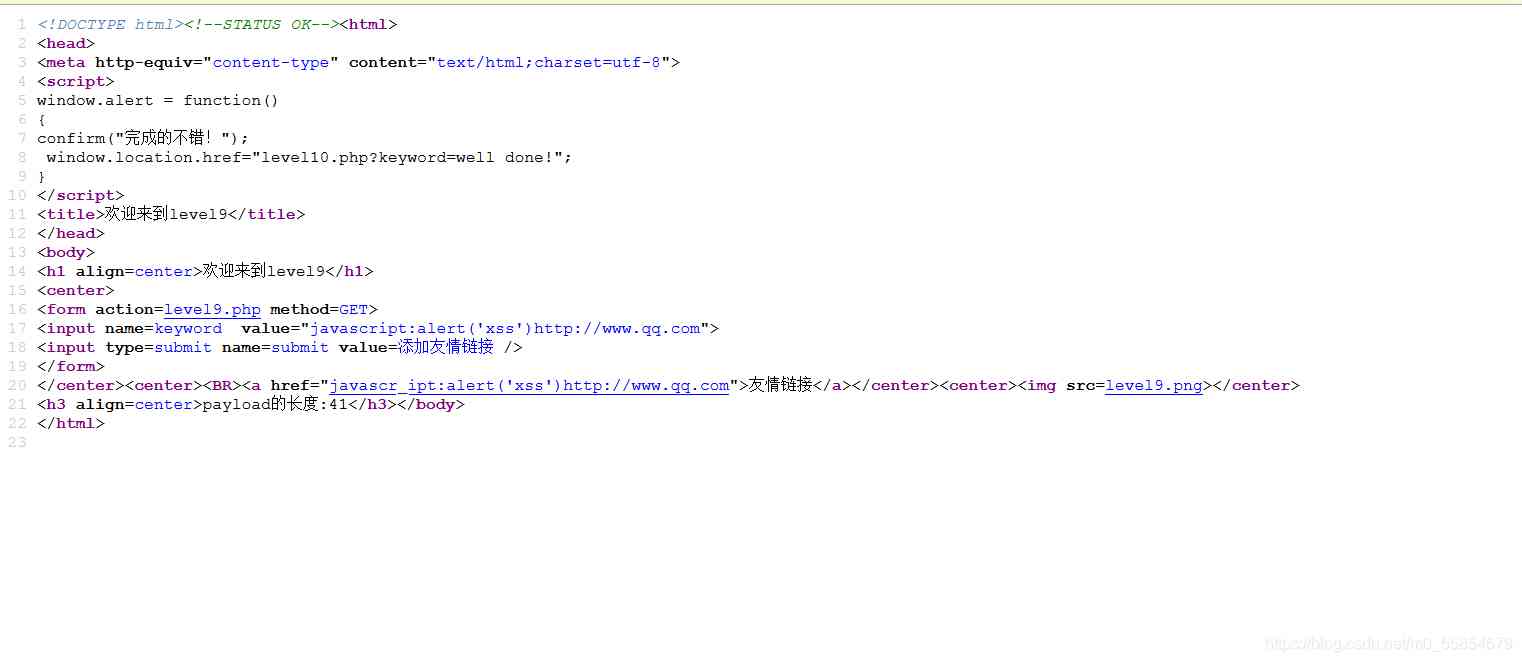 1 <!DOCTYPE html><!--STATUS OK--><html>
2 <head>
3 <meta http-equiv="content-type" content="text/html;charset=utf-8">
4 <script>
5 window.alert = function()
6 {
7 confirm("完成的不错！");
8  window.location.href="level10.php?keyword=well done!";
9 }
10 </script>
11 <title>欢迎来到level9</title>
12 </head>
13 <body>
14 <h1 align=center>欢迎来到level9</h1>
15 <center>
16 <form action=level9.php method=GET>
17 <input name=keyword  value="javascript:alert('xss')http://www.qq.com">
18 <input type=submit name=submit value=添加友情链接 />
19 </form>
20 </center><center><BR><a href="javascr_ipt:alert('xss')http://www.qq.com">友情链接</a></center><center><img src=level9.png></center>
21 <h3 align=center>payload的长度:41</h3></body>
22 </html>
23